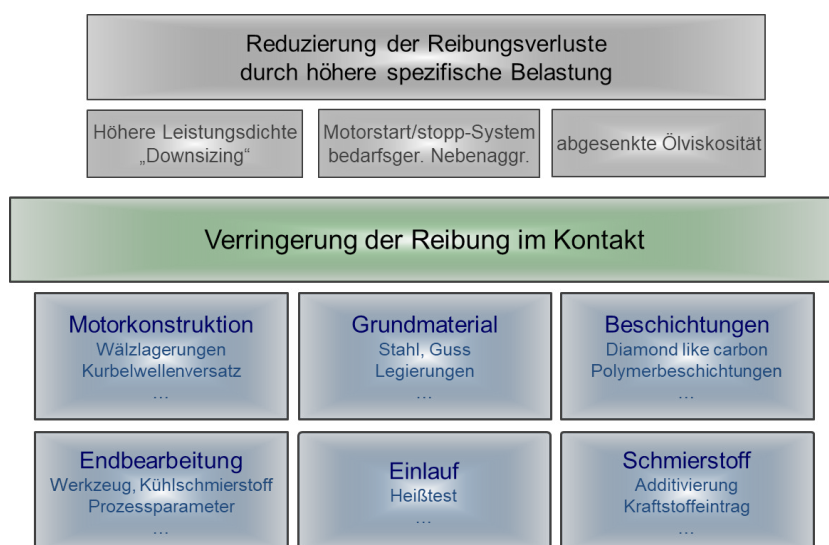 Reduzierung der Reibungsverluste
durch höhere spezifische Belastung
Höhere Leistungsdichte
„Downsizing“
Motorstart/stopp-System
bedarfsger. Nebenaggr.
abgesenkte Ölviskosität
Verringerung der Reibung im Kontakt
Motorkonstruktion
Wälzlagerungen
Kurbelwellenversatz
…
Grundmaterial
Stahl, Guss
Legierungen
…
Beschichtungen
Diamond like carbon
Polymerbeschichtungen
…
Endbearbeitung
Werkzeug, Kühlschmierstoff
Prozessparameter
…
Einlauf
Heißtest
…
Schmierstoff
Additivierung
Kraftstoffeintrag
…